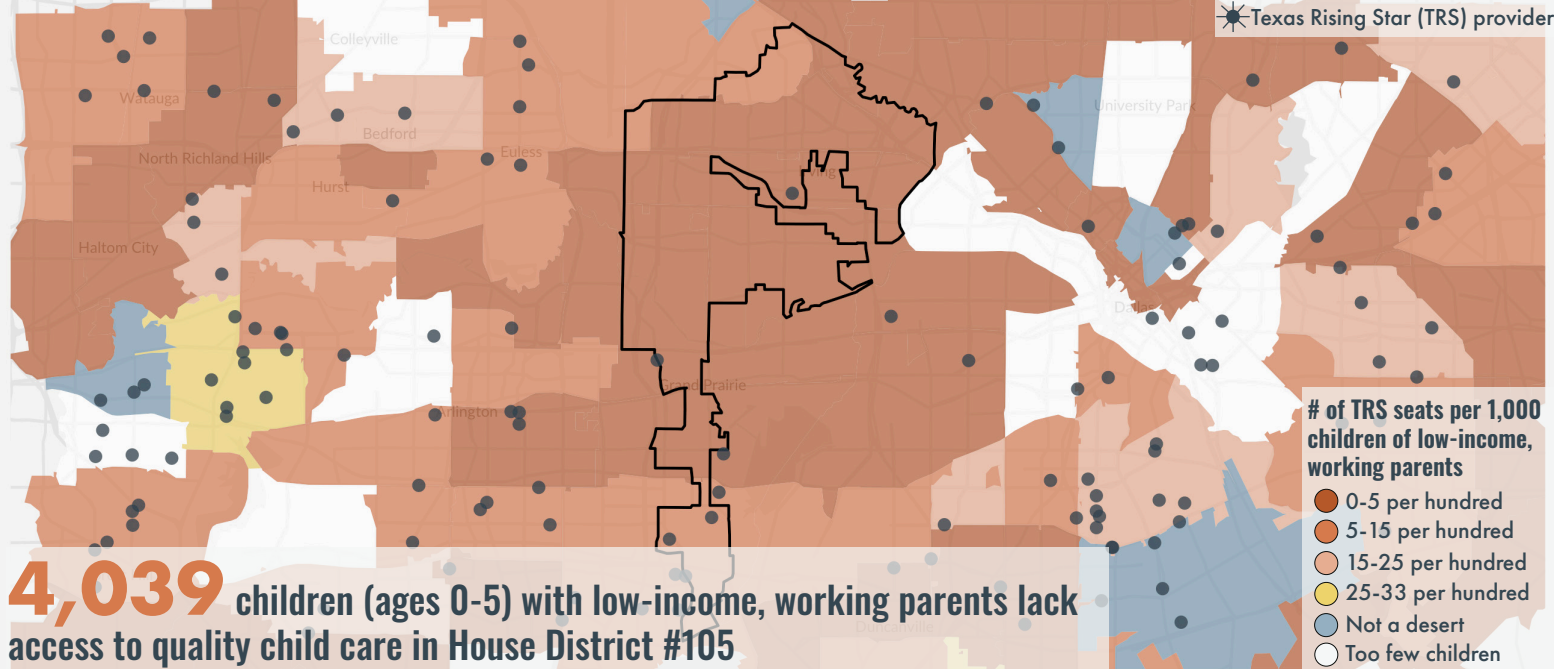 Texas Rising Star (TRS) provider
Colleyville
Watauga
University Park
Bedford
North Richland Hills
Euless
Hurst
Haltom City
Dallas
Grand Prairie
Arlington
# of TRS seats per 1,000
children of low-income,
working parents
0-5 per hundred
5-15 per hundred
15-25 per hundred
25-33 per hundred
Not a desert
Too few children
4,039 children (ages 0-5) with low-income, working parents lack
access to quality child care in House District #105
Duncanville